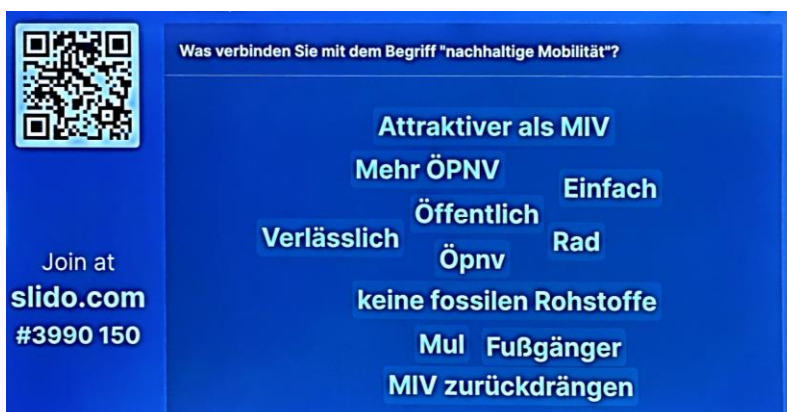 Was verbinden Sie mit dem Begriff "nachhaltige Mobilität"?
Attraktiver als MIV
Mehr ÖPNV
Einfach
Öffentlich
Verlässlich
Rad
Öpnv
keine fossilen Rohstoffe
Mul Fußgänger
MIV zurückdrängen
Join at
slido.com
#3990 150